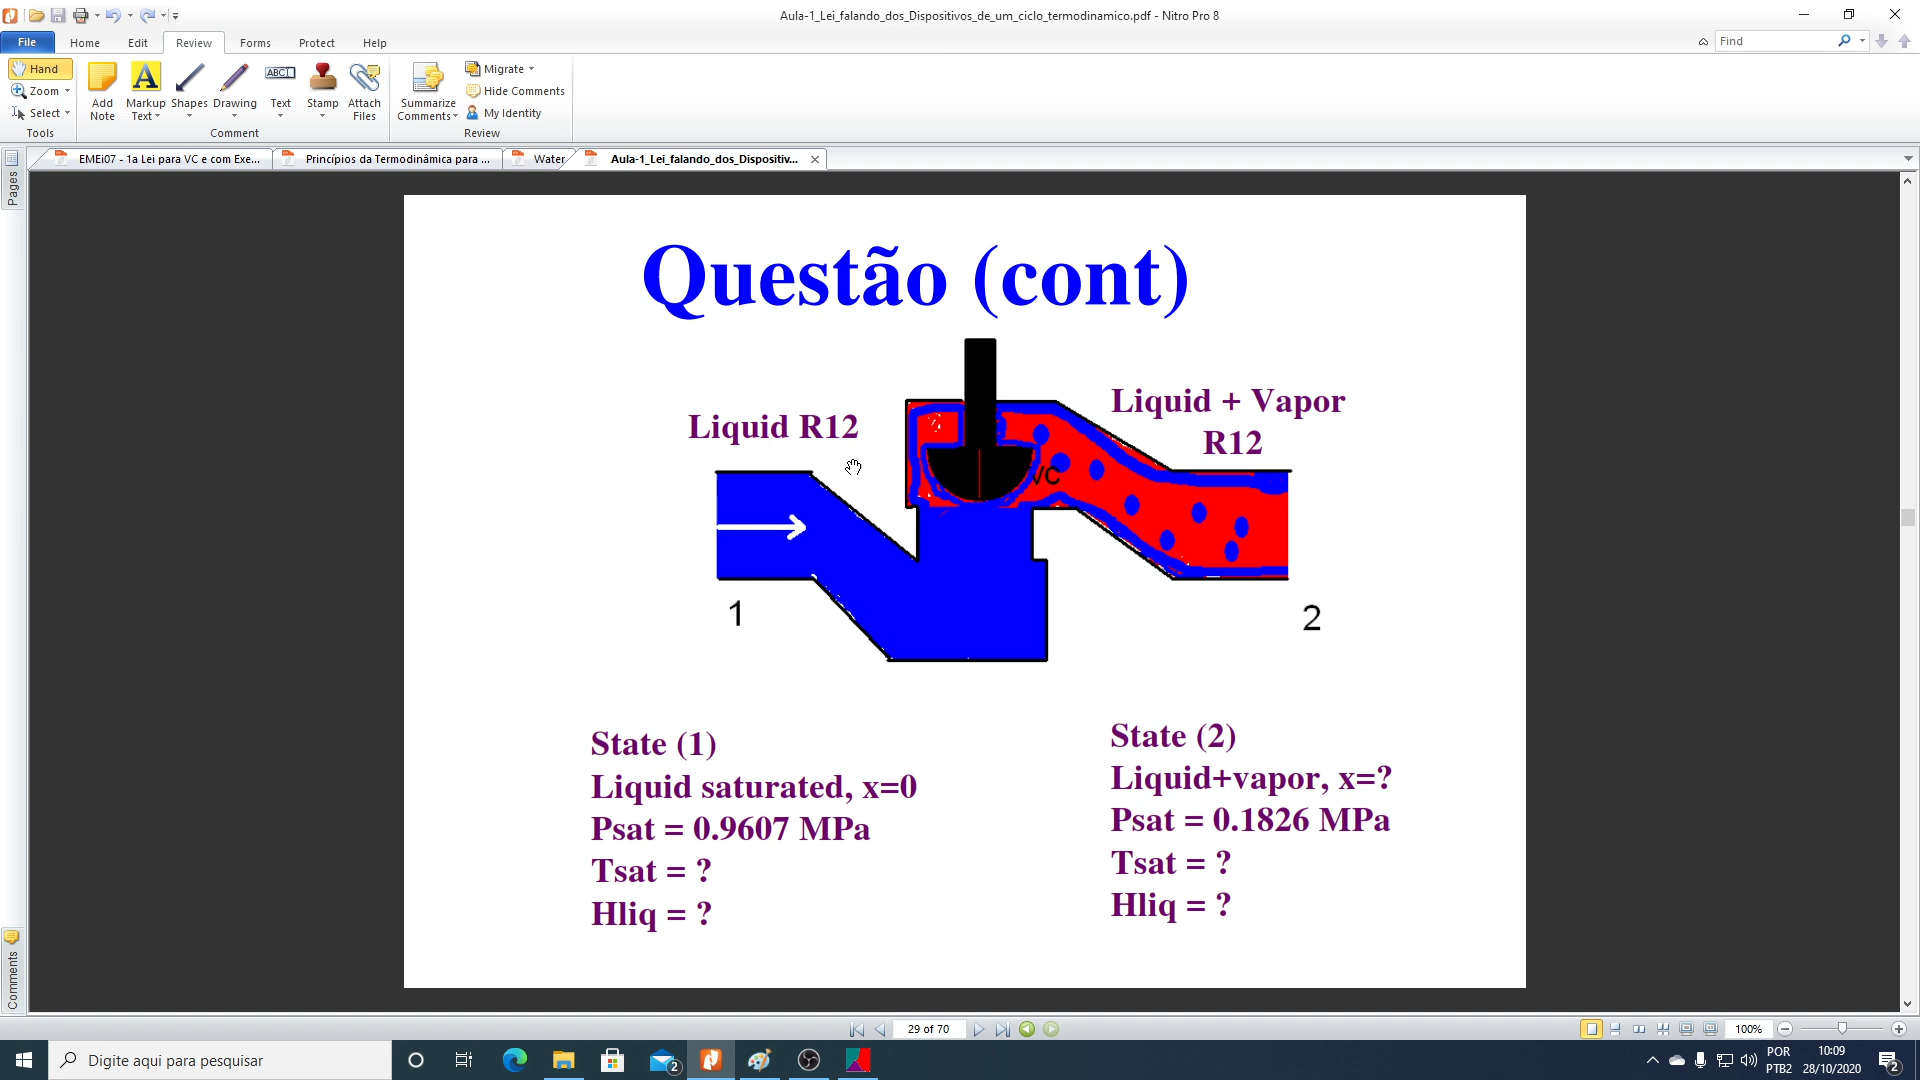 Aula-1_Lei_falando_dos_Dispositivos_de_um_ciclo_termodinamico.pdf - Nitro Pro 8
File Home Edit Review Forms Protect Help
Find
Hand
Zoom
Select
Tools
Add Note
Markup Text
Shapes
Drawing
Text
Stamp
Attach Files
Comment
Summarize Comments
Migrate
Hide Comments
My Identity
Review
EMEi07 - 1a Lei para VC e com Exe...
Princípios da Termodinâmica para ...
Water
Aula-1_Lei_falando_dos_Dispositiv...
Pages
Comments
Questão (cont)
Liquid R12
Liquid + Vapor
R12
VC
1
2
State (1)
Liquid saturated, x=0
Psat = 0.9607 MPa
Tsat = ?
Hliq = ?
State (2)
Liquid+vapor, x=?
Psat = 0.1826 MPa
Tsat = ?
Hliq = ?
29 of 70
100%
Digite aqui para pesquisar
2
POR
PTB2
10:09
28/10/2020
2